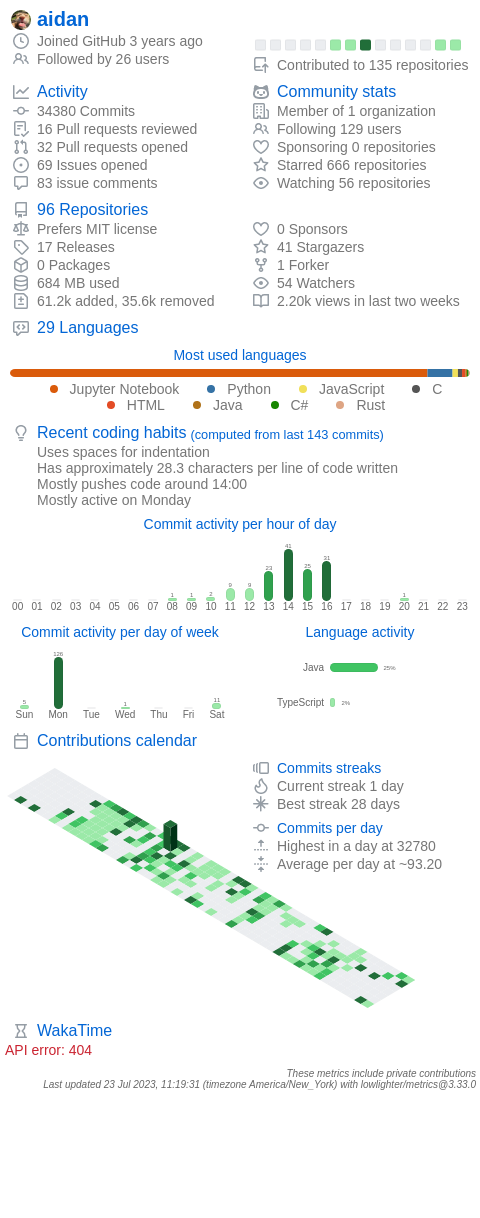 aidan
Joined GitHub 3 years ago
Followed by 26 users
Contributed to 135 repositories
Activity
34380 Commits
16 Pull requests reviewed
32 Pull requests opened
69 Issues opened
83 issue comments
Community stats
Member of 1 organization
Following 129 users
Sponsoring 0 repositories
Starred 666 repositories
Watching 56 repositories
96 Repositories
Prefers MIT license
17 Releases
0 Packages
684 MB used
61.2k added, 35.6k removed
0 Sponsors
41 Stargazers
1 Forker
54 Watchers
2.20k views in last two weeks
29 Languages
Most used languages
Jupyter Notebook Python JavaScript C
HTML Java C# Rust
Recent coding habits (computed from last 143 commits)
Uses spaces for indentation
Has approximately 28.3 characters per line of code written
Mostly pushes code around 14:00
Mostly active on Monday
Commit activity per hour of day
1 1 2 9 9 23 41 25 31 1
00 01 02 03 04 05 06 07 08 09 10 11 12 13 14 15 16 17 18 19 20 21 22 23
Commit activity per day of week
5 126 1 11
Sun Mon Tue Wed Thu Fri Sat
Language activity
Java 25%
TypeScript 2%
Contributions calendar
Commits streaks
Current streak 1 day
Best streak 28 days
Commits per day
Highest in a day at 32780
Average per day at ~93.20
WakaTime
API error: 404
These metrics include private contributions
Last updated 23 Jul 2023, 11:19:31 (timezone America/New_York) with lowlighter/metrics@3.33.0